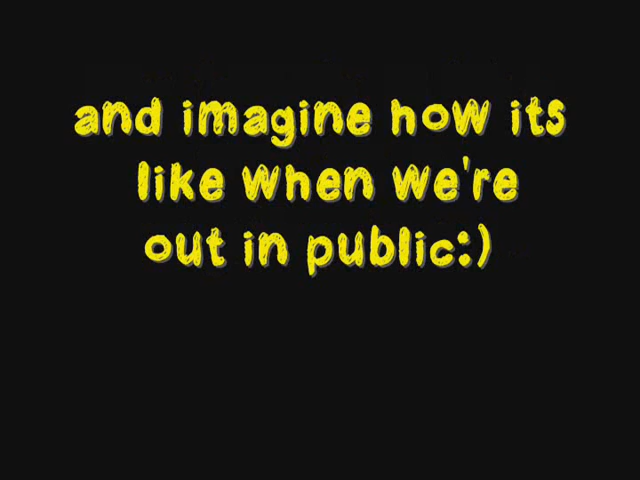 and imagine how its
like when we're
out in public:)